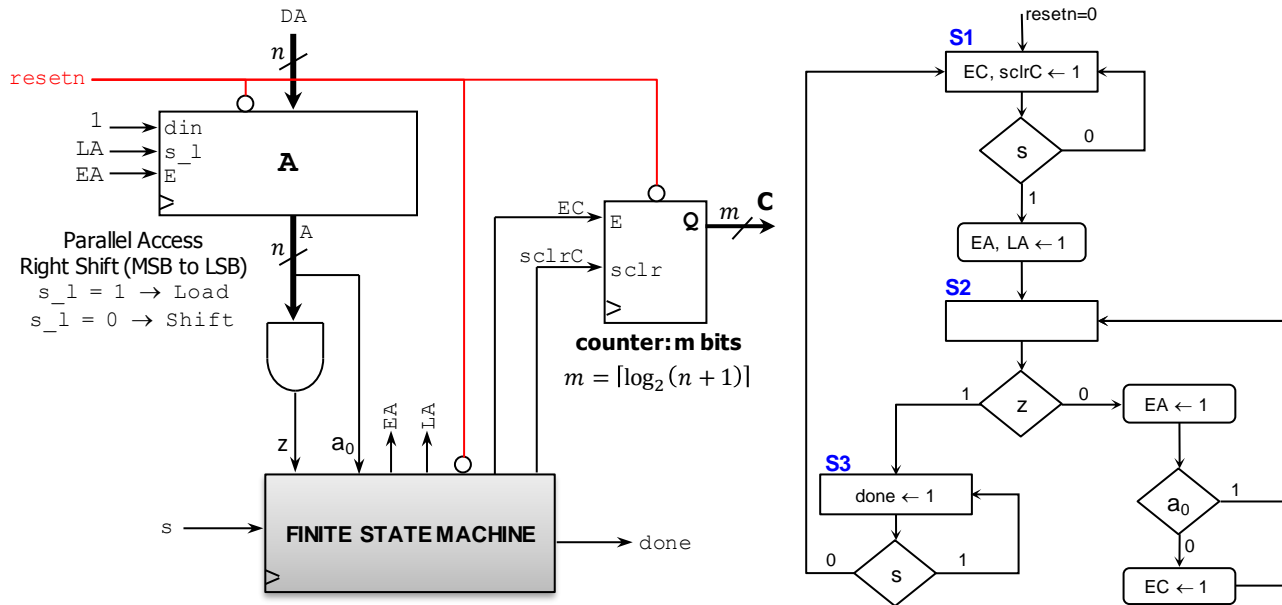 DA
n
resetn
1
din
LA
s_l
EA
E
A
A
n
Parallel Access
Right Shift (MSB to LSB)
s_l = 1 → Load
s_l = 0 → Shift
EC
E
Q
m
C
sclrC
sclr
counter: m bits
m = ⌈log₂ (n + 1)⌉
z
a₀
EA
LA
s
FINITE STATE MACHINE
done
resetn=0
S1
EC, sclrC ← 1
s
0
1
EA, LA ← 1
S2
z
1
0
EA ← 1
S3
done ← 1
a₀
1
0
s
0
1
EC ← 1